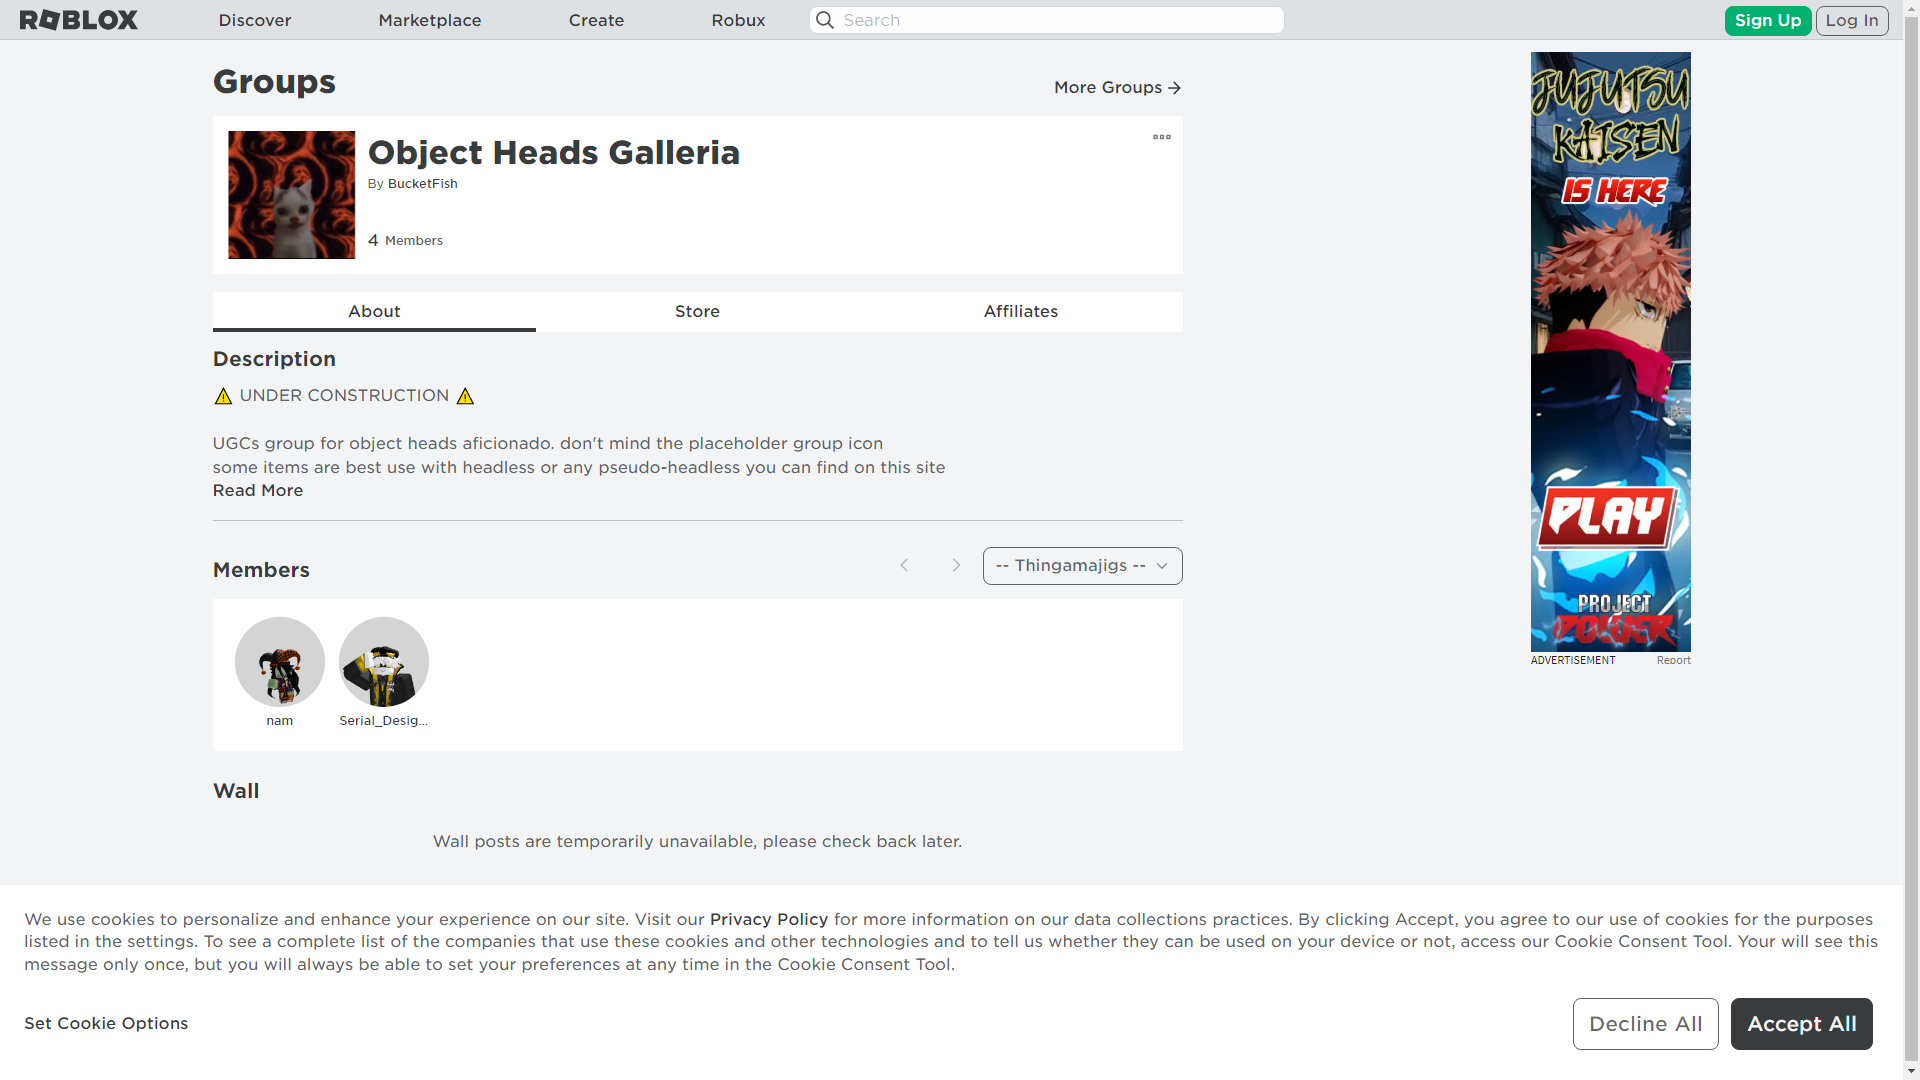 ROBLOX
Discover
Marketplace
Create
Robux
Search
Sign Up
Log In
Groups
More Groups
Object Heads Galleria
By BucketFish
4 Members
About
Store
Affiliates
Description
⚠ UNDER CONSTRUCTION ⚠
UGCs group for object heads aficionado. don't mind the placeholder group icon
some items are best use with headless or any pseudo-headless you can find on this site
Read More
Members
-- Thingamajigs --
nam
Serial_Desig...
Wall
Wall posts are temporarily unavailable, please check back later.
JUJUTSU
KAISEN
IS HERE
PLAY
PROJECT
POWER
ADVERTISEMENT
Report
We use cookies to personalize and enhance your experience on our site. Visit our Privacy Policy for more information on our data collections practices. By clicking Accept, you agree to our use of cookies for the purposes
listed in the settings. To see a complete list of the companies that use these cookies and other technologies and to tell us whether they can be used on your device or not, access our Cookie Consent Tool. Your will see this
message only once, but you will always be able to set your preferences at any time in the Cookie Consent Tool.
Set Cookie Options
Decline All
Accept All